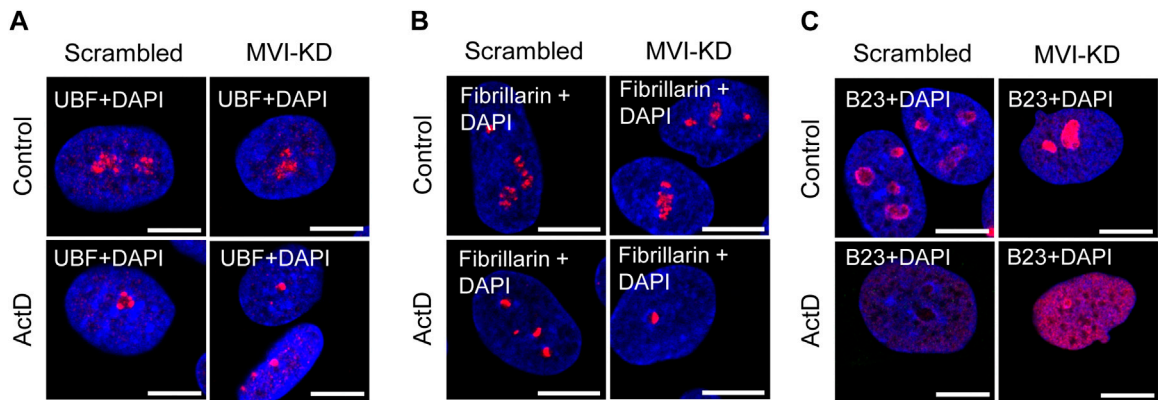 A
Scrambled MVI-KD
Control
UBF+DAPI UBF+DAPI
ActD
UBF+DAPI UBF+DAPI
B
Scrambled MVI-KD
Control
Fibrillarin +
DAPI
Fibrillarin +
DAPI
ActD
Fibrillarin +
DAPI
Fibrillarin +
DAPI
C
Scrambled MVI-KD
Control
B23+DAPI B23+DAPI
ActD
B23+DAPI B23+DAPI